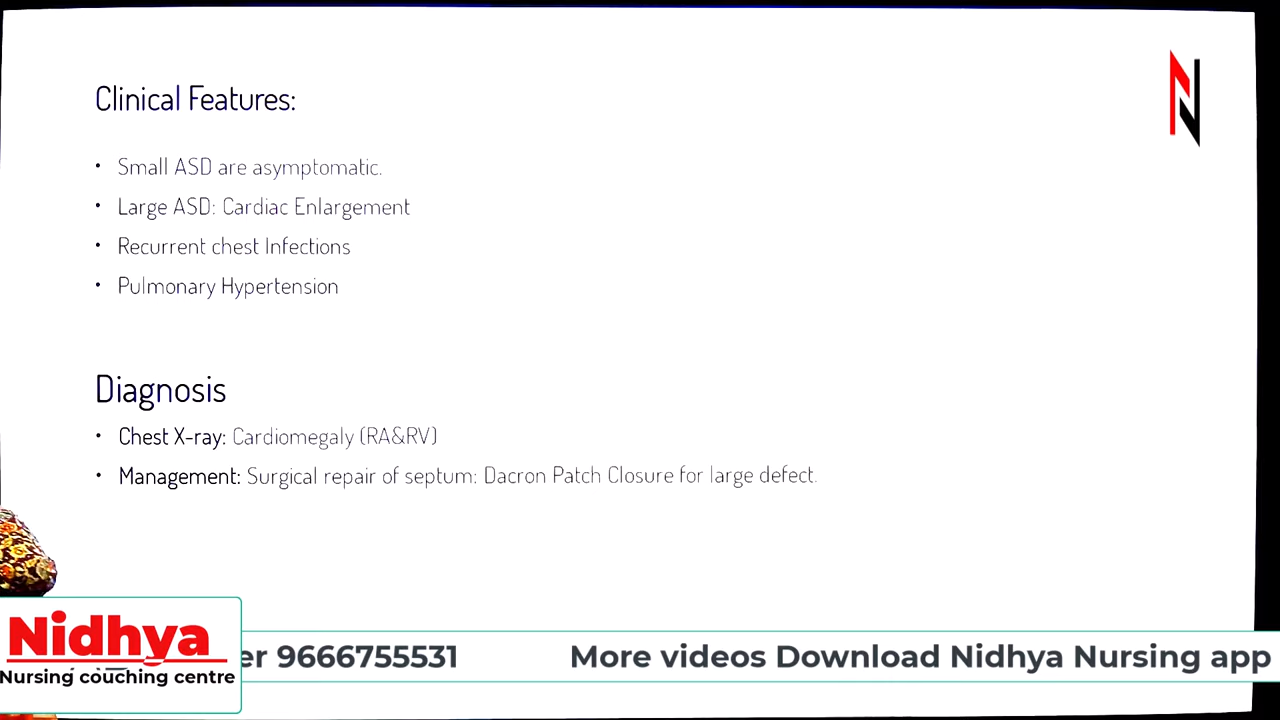 Clinical Features:
• Small ASD are asymptomatic.
• Large ASD: Cardiac Enlargement
• Recurrent chest Infections
• Pulmonary Hypertension
Diagnosis
• Chest X-ray: Cardiomegaly (RA&RV)
• Management: Surgical repair of septum: Dacron Patch Closure for large defect.
Nidhya
Nursing couching centre
er 9666755531 More videos Download Nidhya Nursing app